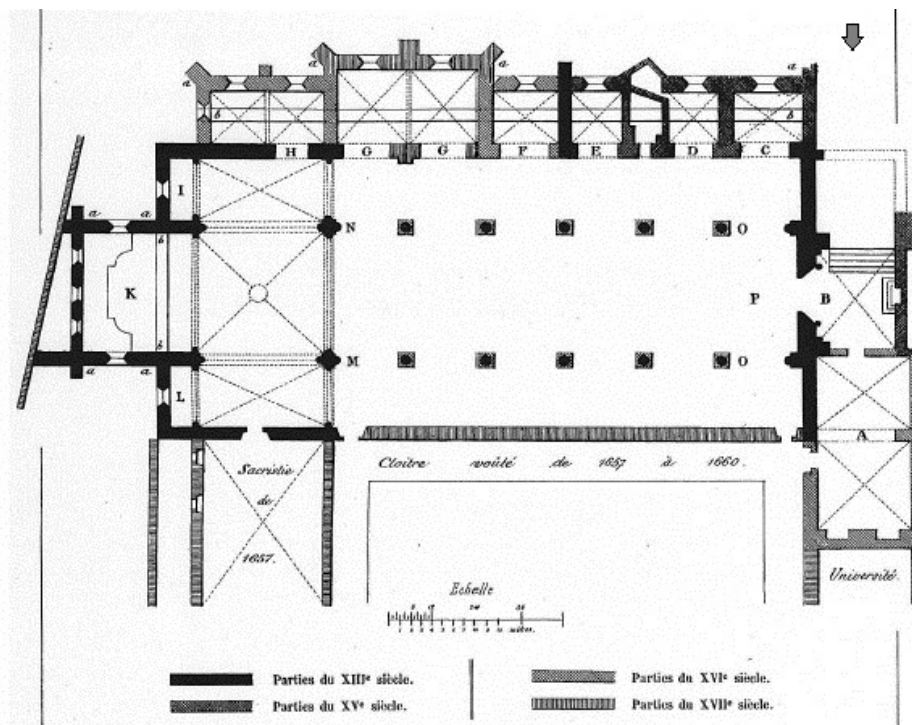 a a a
a b b
H G G F E D C
I
N O
a a b
K P B
b
M O
a a
L
A
Cloître voûté de 1657 à 1660.
Sacristie
de
1657.
Université.
Echelle
Parties du XIIIe siècle.
Parties du XVIe siècle.
Parties du XVe siècle.
Parties du XVIIe siècle.